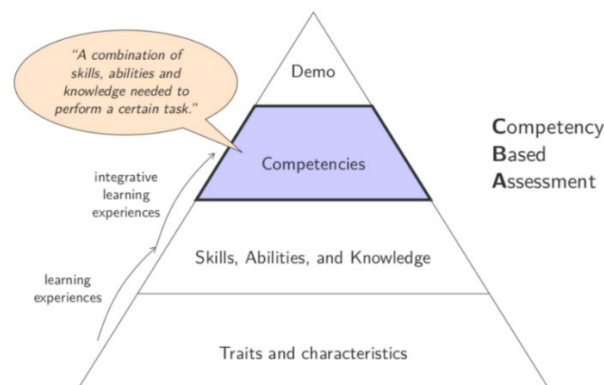 Demo
“A combination of
skills, abilities and
knowledge needed to
perform a certain task.”
Competencies
Competency
Based
Assessment
integrative
learning
experiences
Skills, Abilities, and Knowledge
learning
experiences
Traits and characteristics